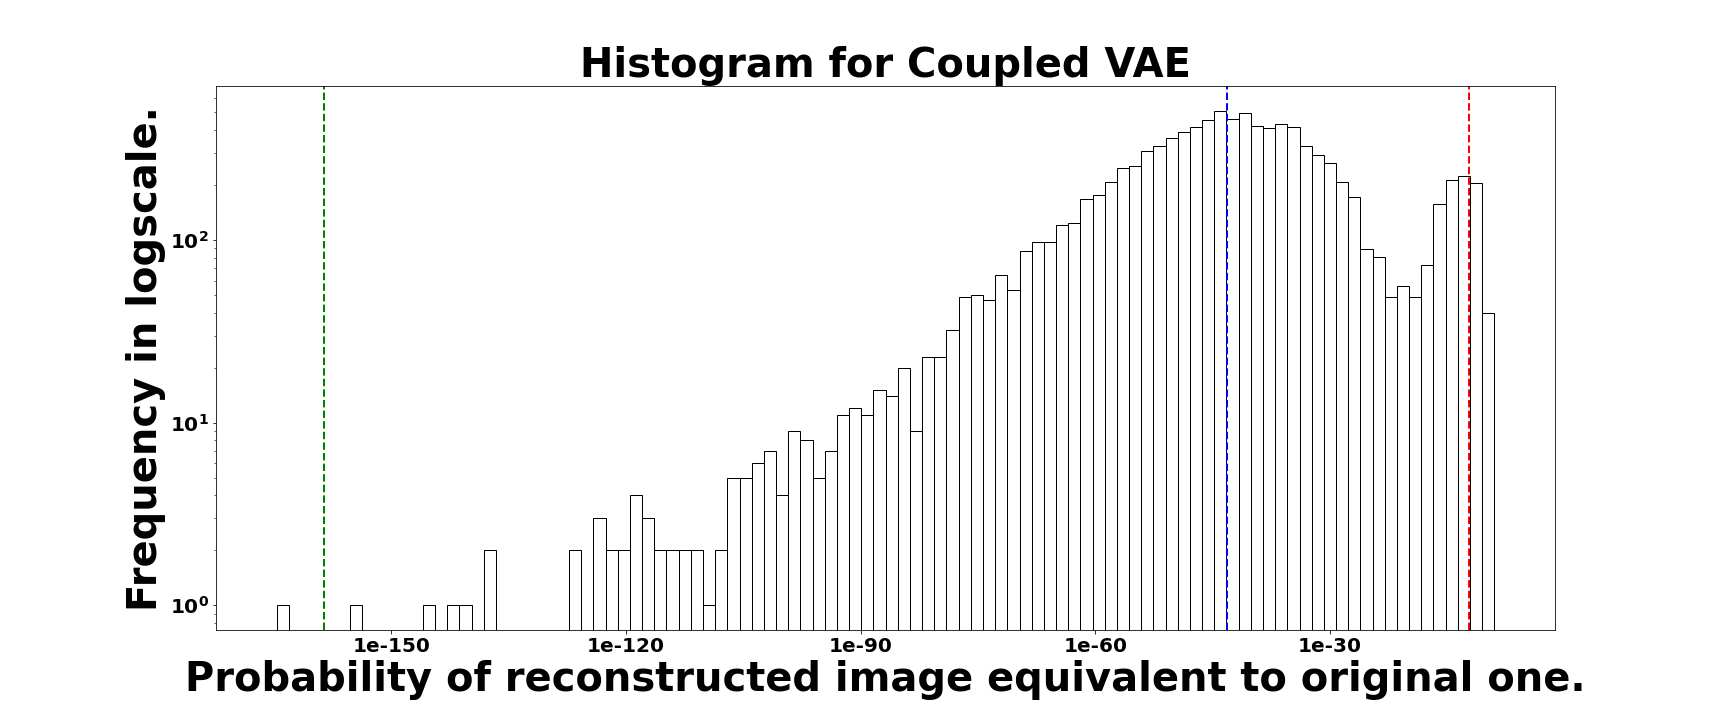 Histogram for Coupled VAE
Frequency in logscale.
10²
10¹
10⁰
1e-150 1e-120 1e-90 1e-60 1e-30
Probability of reconstructed image equivalent to original one.